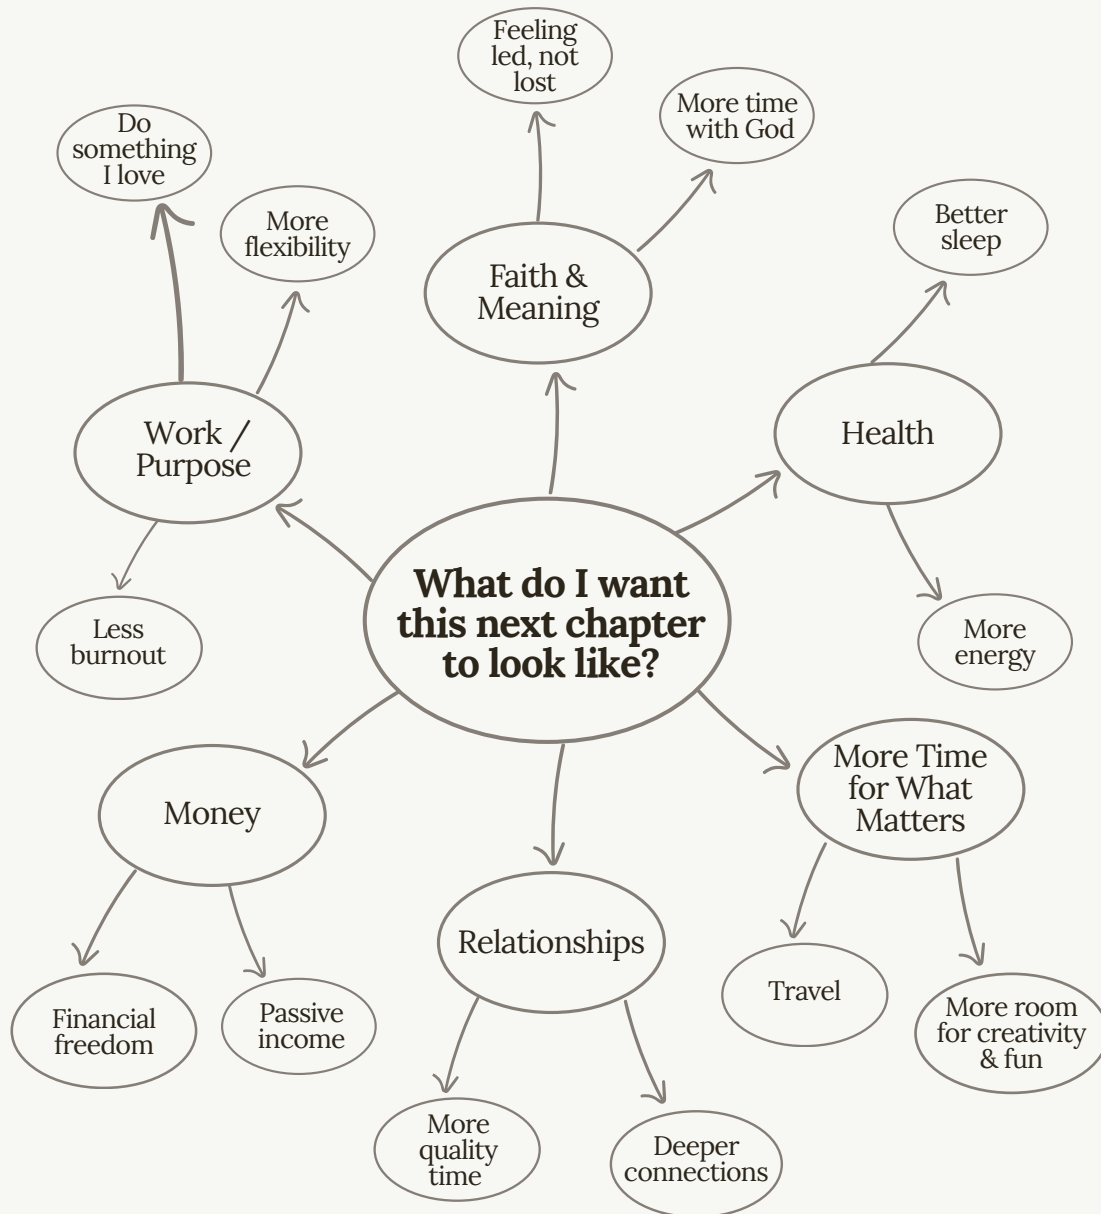 Feeling
led, not
lost
More time
with God
Do
something
I love
More
flexibility
Better
sleep
Faith &
Meaning
Work /
Purpose
Health
What do I want
this next chapter
to look like?
Less
burnout
More
energy
More Time
for What
Matters
Money
Relationships
Travel
More room
for creativity
& fun
Financial
freedom
Passive
income
More
quality
time
Deeper
connections